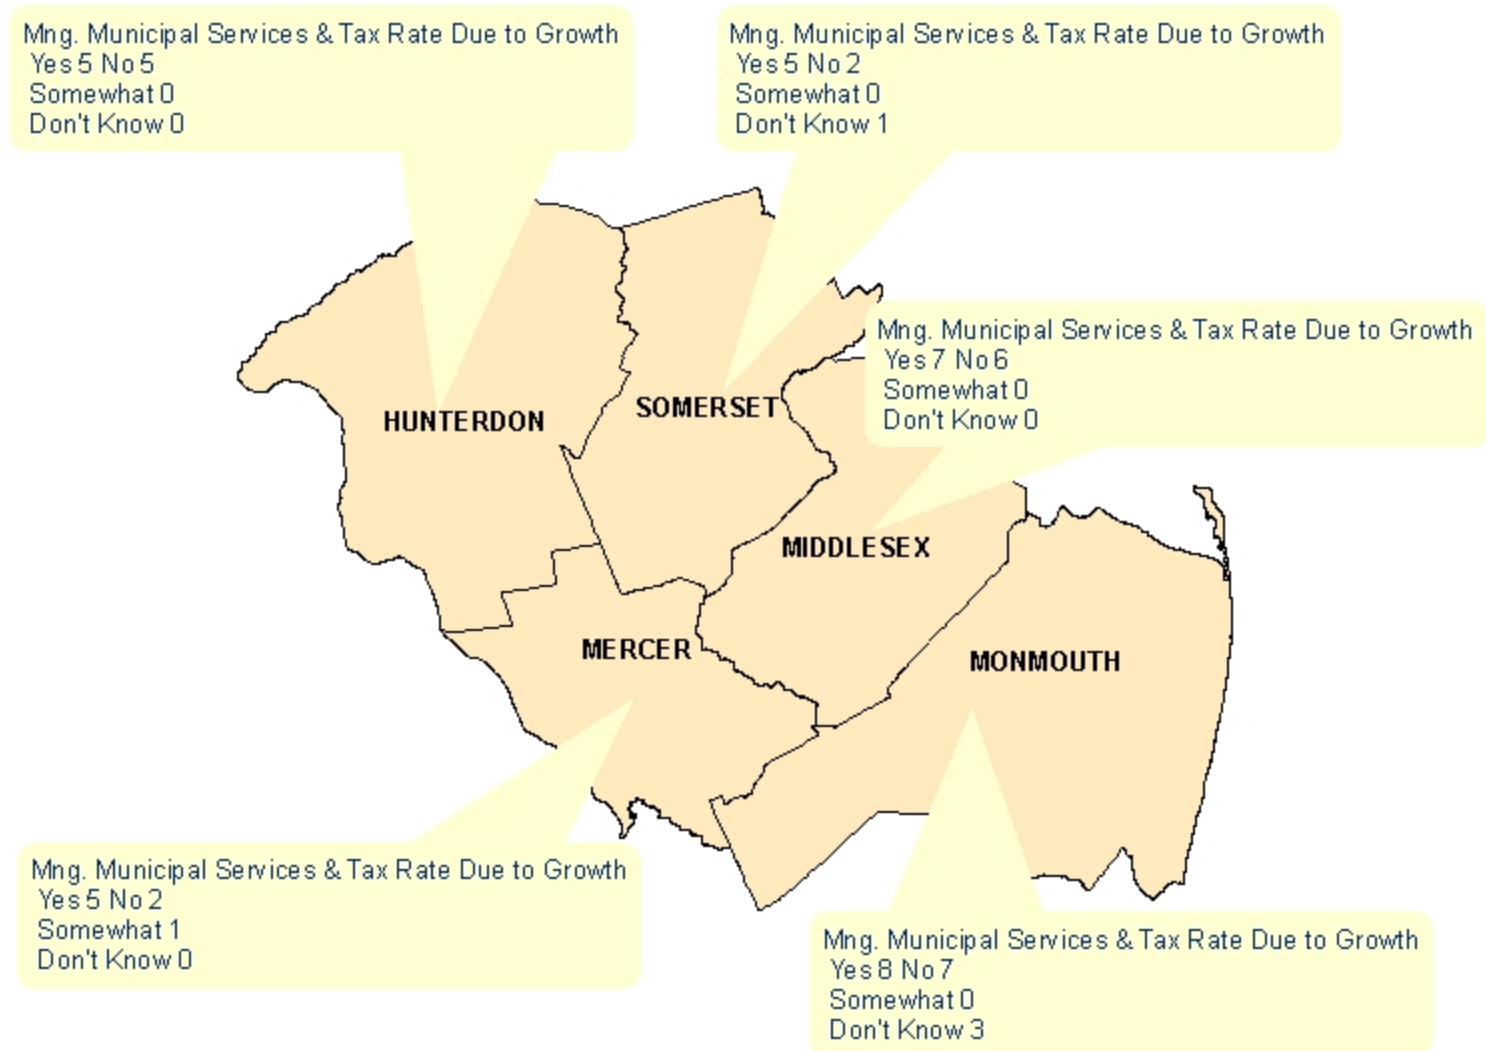 Mng. Municipal Services & Tax Rate Due to Growth
Yes 5 No 5
Somewhat 0
Don't Know 0
Mng. Municipal Services & Tax Rate Due to Growth
Yes 5 No 2
Somewhat 0
Don't Know 1
Mng. Municipal Services & Tax Rate Due to Growth
Yes 7 No 6
Somewhat 0
Don't Know 0
HUNTERDON
SOMERSET
MIDDLESEX
MERCER
MONMOUTH
Mng. Municipal Services & Tax Rate Due to Growth
Yes 5 No 2
Somewhat 1
Don't Know 0
Mng. Municipal Services & Tax Rate Due to Growth
Yes 8 No 7
Somewhat 0
Don't Know 3